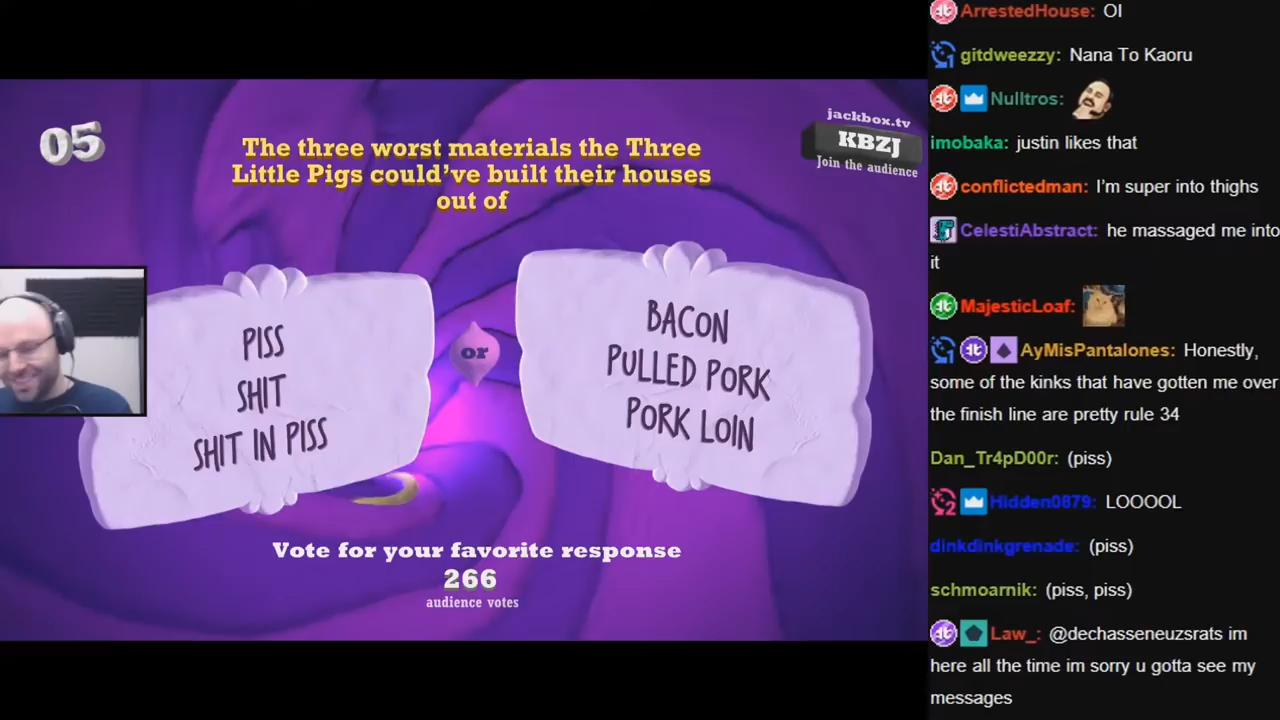 05
The three worst materials the Three
Little Pigs could've built their houses
out of
jackbox.tv
KBZJ
Join the audience
PISS
SHIT
SHIT IN PISS
or
BACON
PULLED PORK
PORK LOIN
Vote for your favorite response
266
audience votes
ArrestedHouse: OI
gitdweezzy: Nana To Kaoru
Nulltros:
imobaka: justin likes that
conflictedman: I'm super into thighs
CelestiAbstract: he massaged me into
it
MajesticLoaf:
AyMisPantalones: Honestly,
some of the kinks that have gotten me over
the finish line are pretty rule 34
Dan_Tr4pD00r: (piss)
Hidden0879: LOOOOL
dinkdinkgrenade: (piss)
schmoarnik: (piss, piss)
Law_: @dechasseneuzsrats im
here all the time im sorry u gotta see my
messages